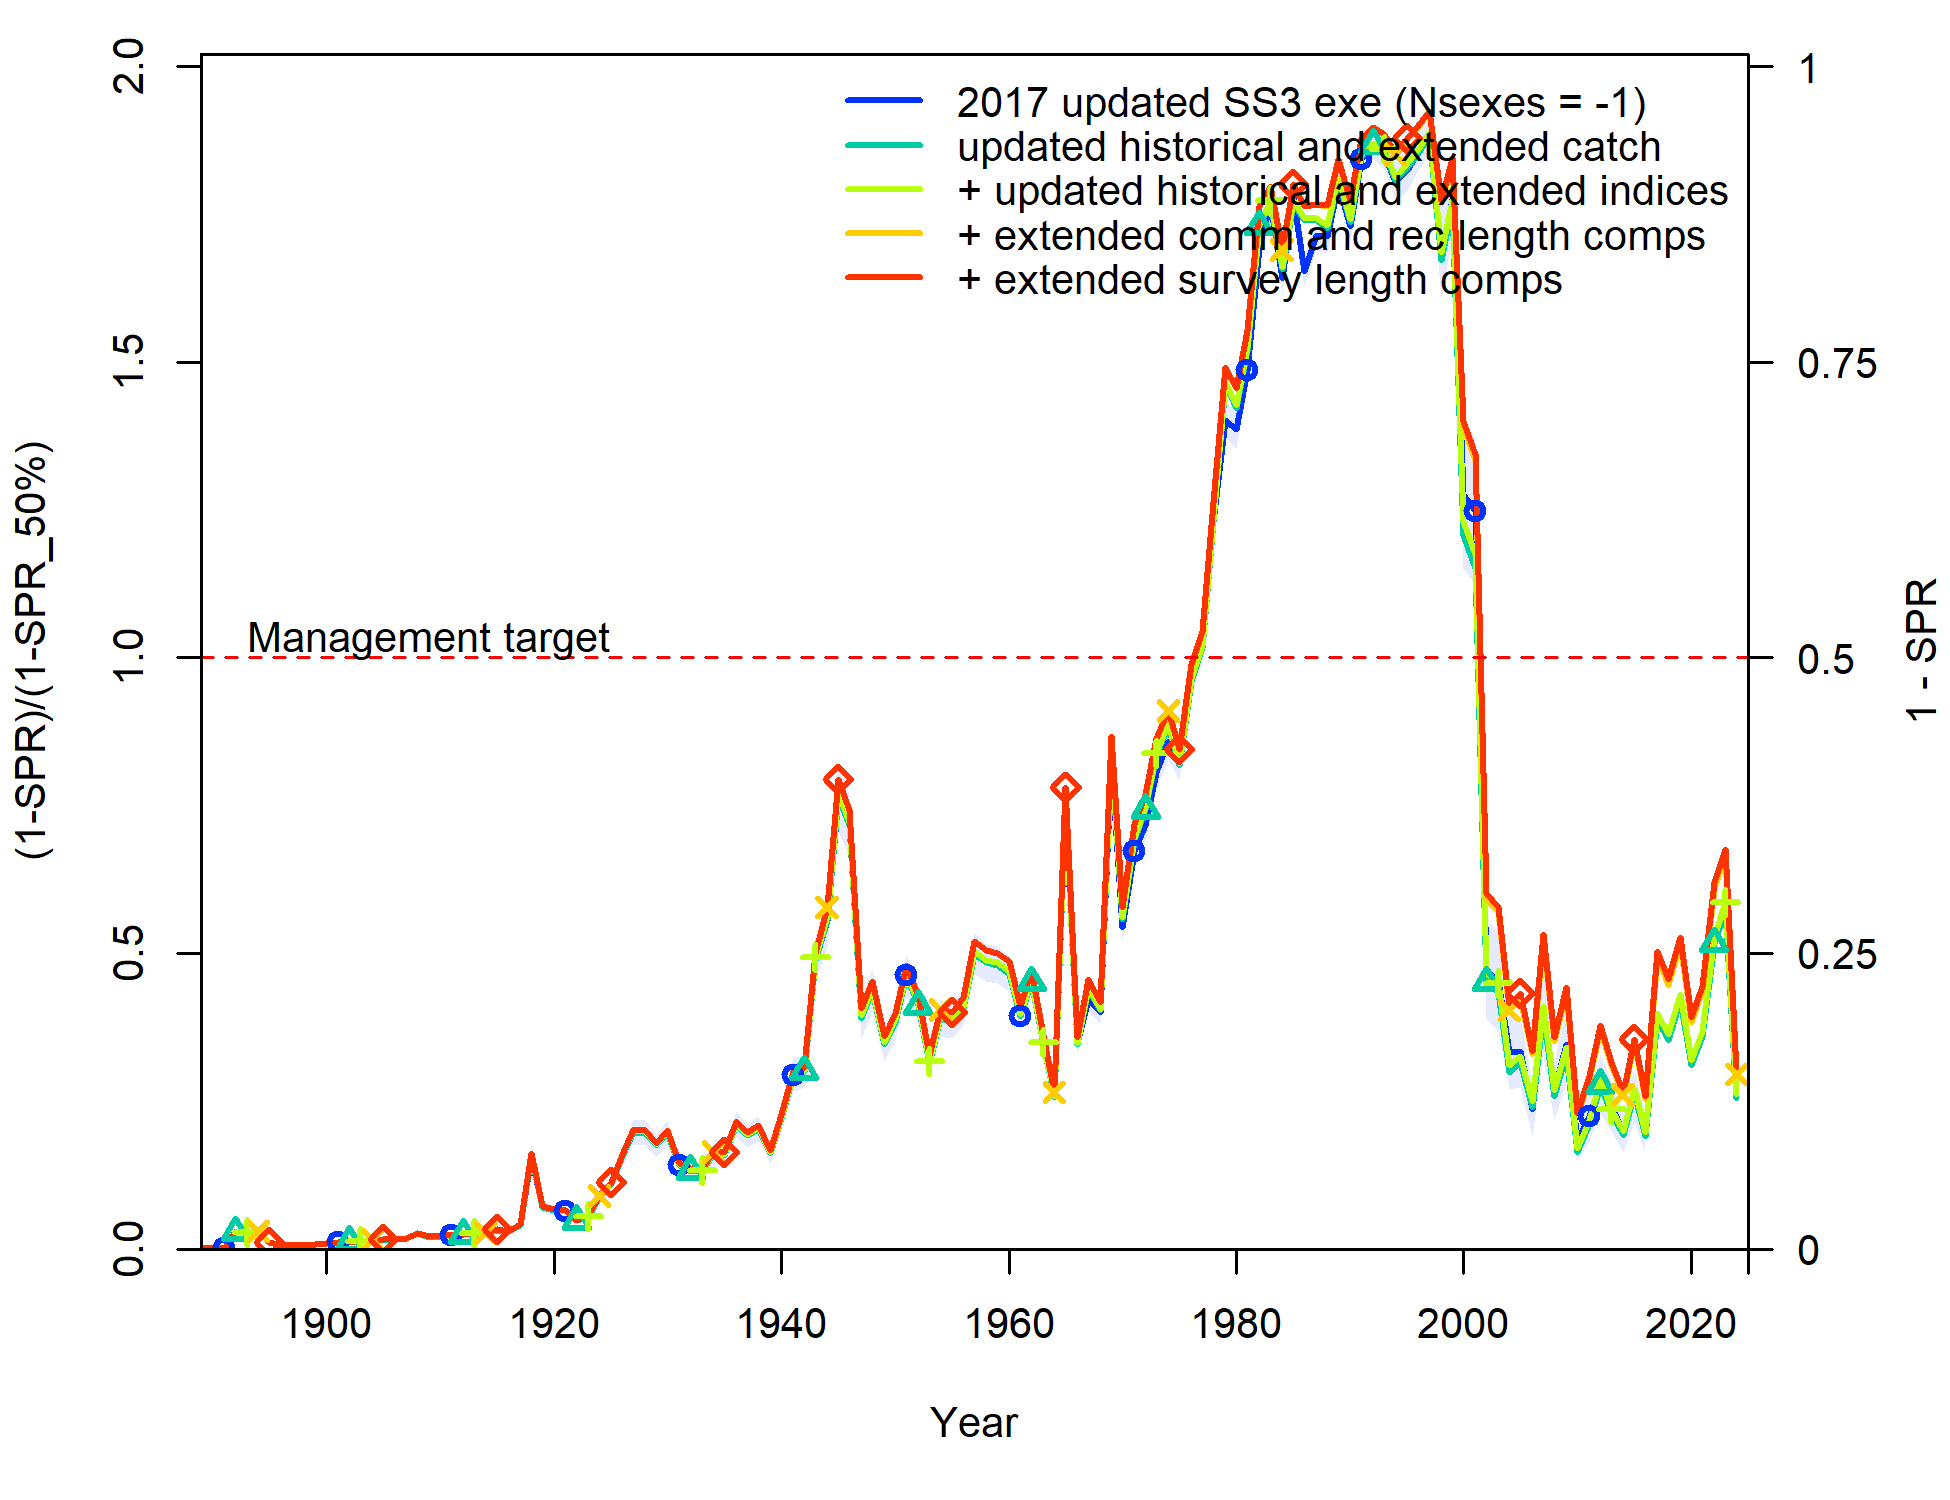 2017 updated SS3 exe (Nsexes = -1)
updated historical and extended catch
+ updated historical and extended indices
+ extended comm and rec length comps
+ extended survey length comps
Management target
(1-SPR)/(1-SPR_50%)
0.0
0.5
1.0
1.5
2.0
1 - SPR
0
0.25
0.5
0.75
1
1900
1920
1940
1960
1980
2000
2020
Year